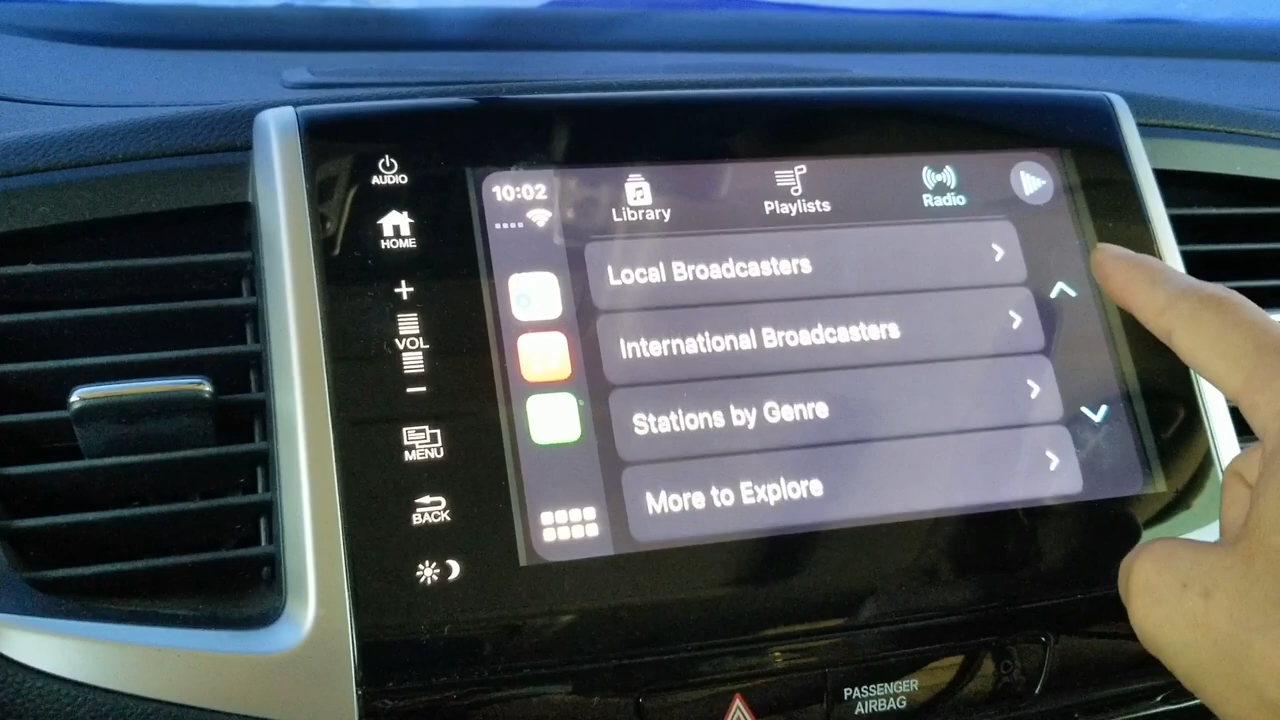 AUDIO
HOME
+
VOL
-
MENU
BACK
10:02
Library
Playlists
Radio
Local Broadcasters
International Broadcasters
Stations by Genre
More to Explore
PASSENGER
AIRBAG